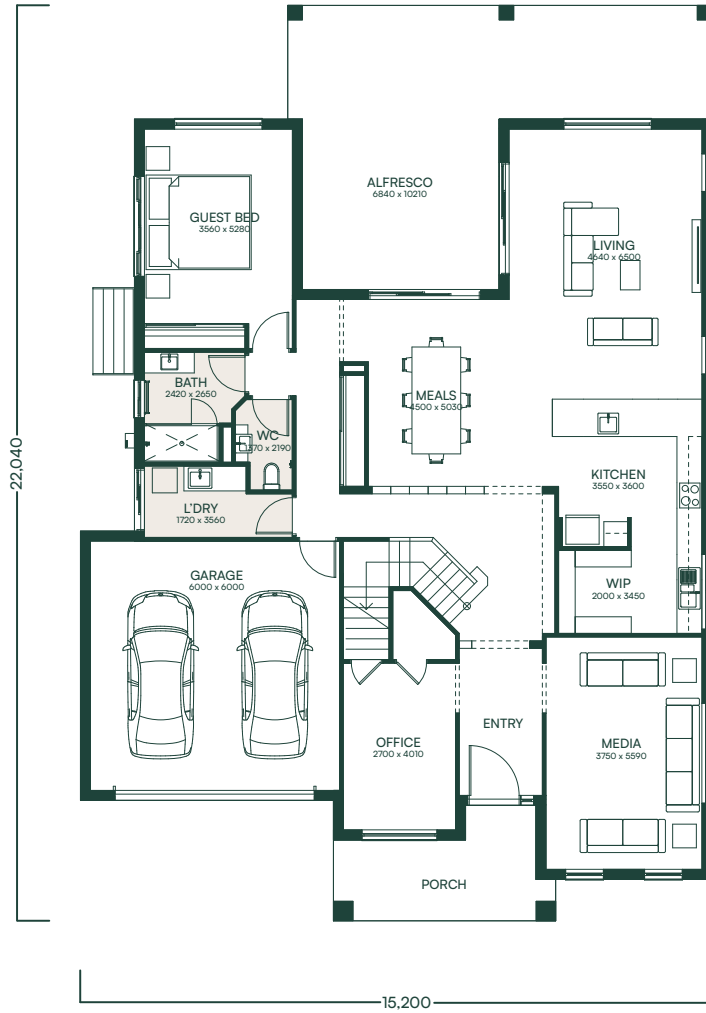 ALFRESCO
6840 x 10210
GUEST BED
3560 x 5280
LIVING
4640 x 6500
BATH
2420 x 2650
MEALS
4500 x 5030
WC
1370 x 2190
22,040
KITCHEN
3550 x 3600
L'DRY
1720 x 3560
GARAGE
6000 x 6000
WIP
2000 x 3450
ENTRY
OFFICE
2700 x 4010
MEDIA
3750 x 5590
PORCH
15,200